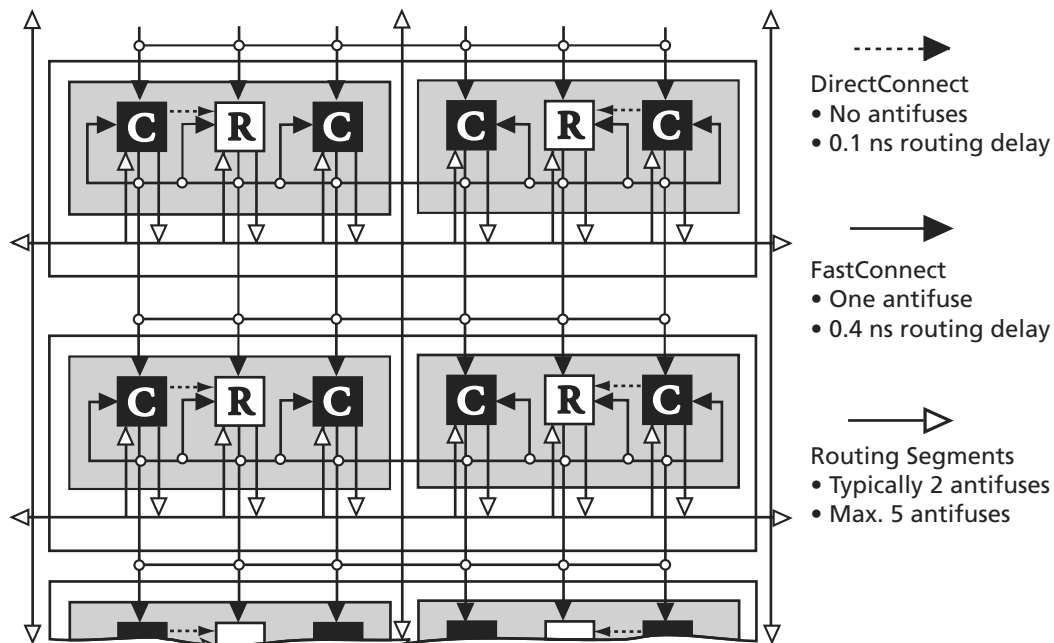 C R C C R C
DirectConnect
• No antifuses
• 0.1 ns routing delay
FastConnect
• One antifuse
• 0.4 ns routing delay
C R C C R C
Routing Segments
• Typically 2 antifuses
• Max. 5 antifuses